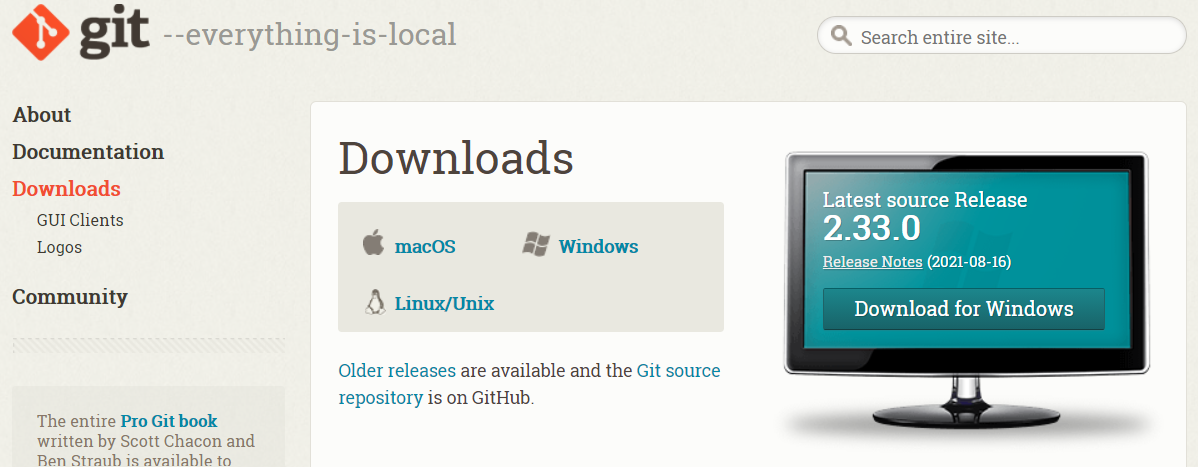 git --everything-is-local
Search entire site...
About
Documentation
Downloads
GUI Clients
Logos
Community
The entire Pro Git book
written by Scott Chacon and
Ben Straub is available to
Downloads
macOS
Windows
Linux/Unix
Older releases are available and the Git source
repository is on GitHub.
Latest source Release
2.33.0
Release Notes (2021-08-16)
Download for Windows